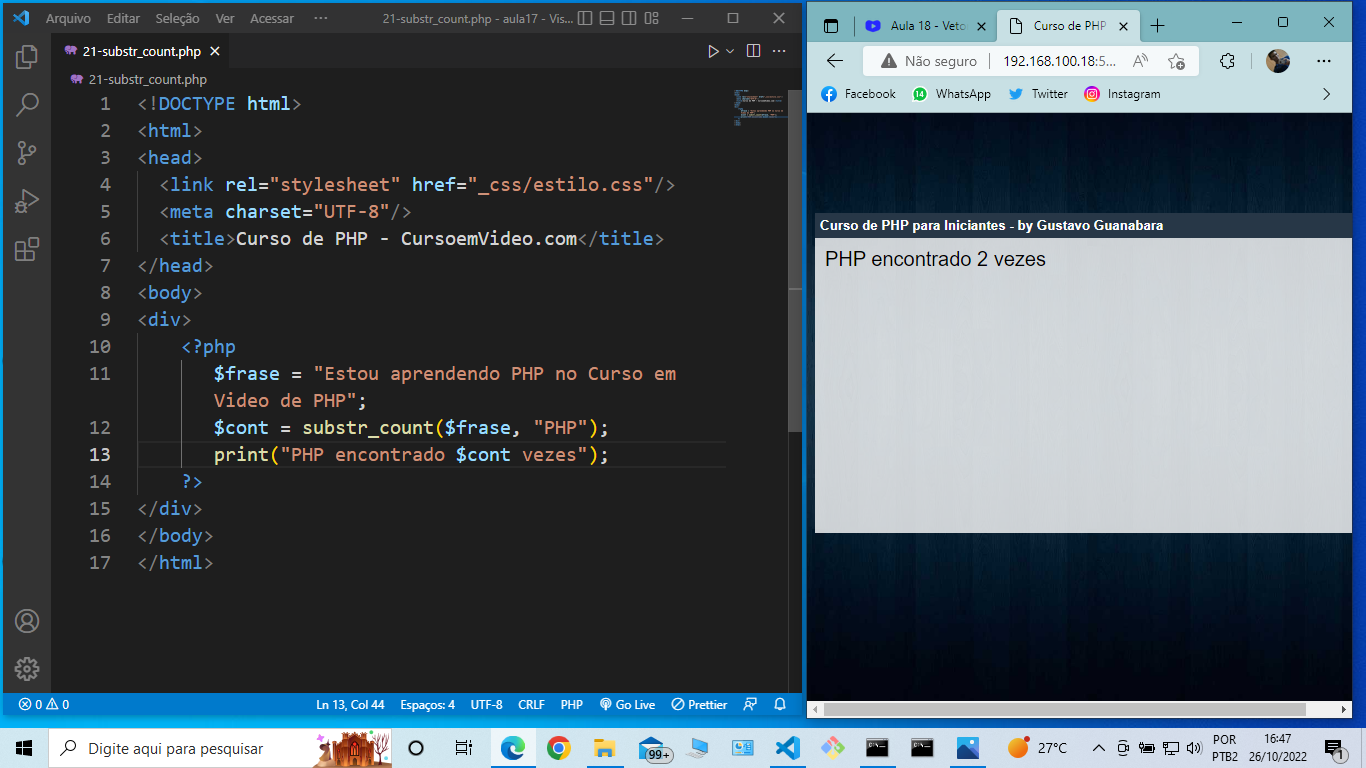 Arquivo Editar Seleção Ver Acessar ··· 21-substr_count.php - aula17 - Vis...
21-substr_count.php
21-substr_count.php
1 <!DOCTYPE html>
2 <html>
3 <head>
4 <link rel="stylesheet" href="_css/estilo.css"/>
5 <meta charset="UTF-8"/>
6 <title>Curso de PHP - CursoemVideo.com</title>
7 </head>
8 <body>
9 <div>
10 <?php
11 $frase = "Estou aprendendo PHP no Curso em
Video de PHP";
12 $cont = substr_count($frase, "PHP");
13 print("PHP encontrado $cont vezes");
14 ?>
15 </div>
16 </body>
17 </html>
0 0 Ln 13, Col 44 Espaços: 4 UTF-8 CRLF PHP Go Live Prettier
Aula 18 - Veto
Curso de PHP
Não seguro 192.168.100.18:5...
Facebook WhatsApp Twitter Instagram
Curso de PHP para Iniciantes - by Gustavo Guanabara
PHP encontrado 2 vezes
Digite aqui para pesquisar
99+
27°C
POR
PTB2
16:47
26/10/2022
1